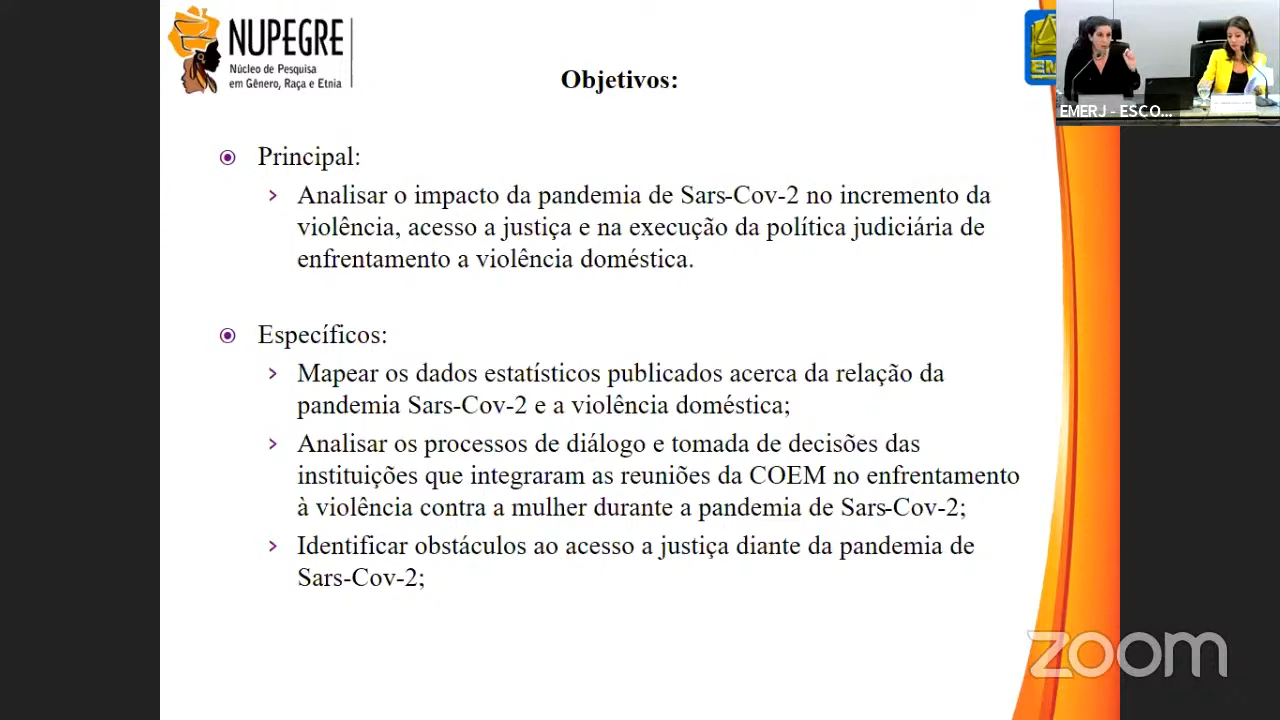 NUPEGRE
Núcleo de Pesquisa
em Gênero, Raça e Etnia
Objetivos:
EMERJ - ESCO...
Principal:
Analisar o impacto da pandemia de Sars-Cov-2 no incremento da
violência, acesso a justiça e na execução da política judiciária de
enfrentamento a violência doméstica.
Específicos:
Mapear os dados estatísticos publicados acerca da relação da
pandemia Sars-Cov-2 e a violência doméstica;
Analisar os processos de diálogo e tomada de decisões das
instituições que integraram as reuniões da COEM no enfrentamento
à violência contra a mulher durante a pandemia de Sars-Cov-2;
Identificar obstáculos ao acesso a justiça diante da pandemia de
Sars-Cov-2;
zoom